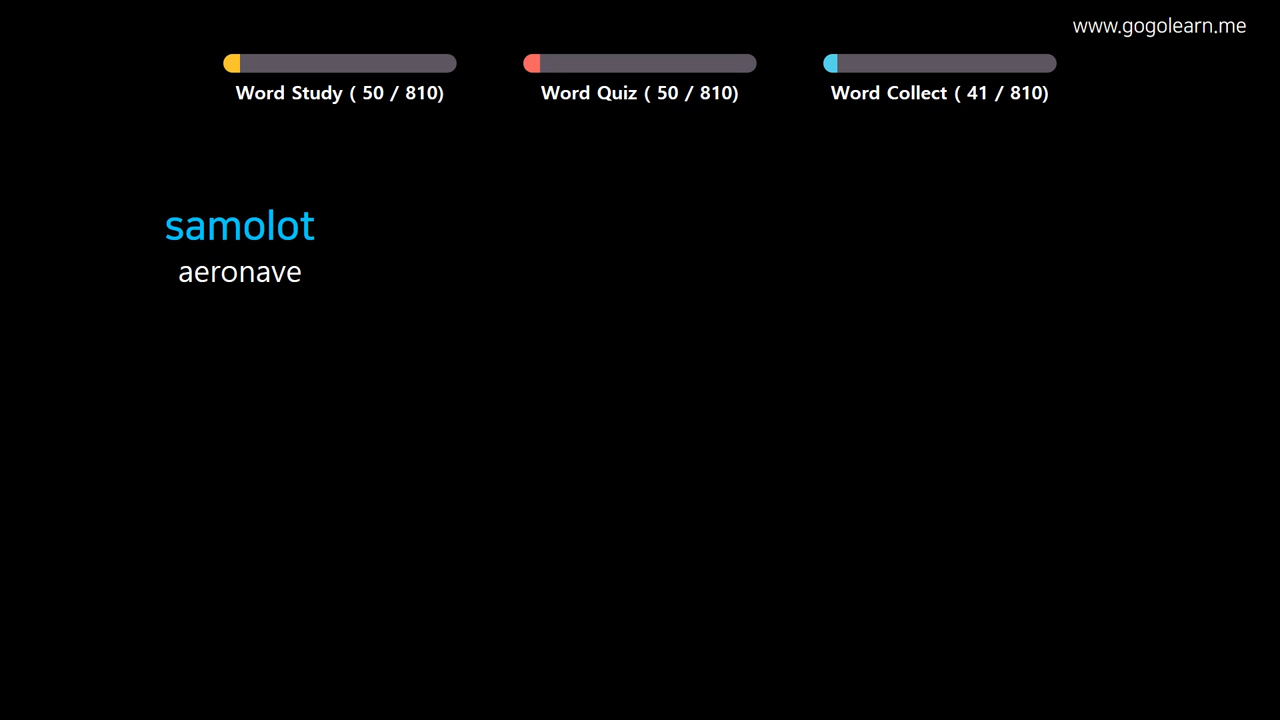 www.gogolearn.me
Word Study ( 50 / 810)
Word Quiz ( 50 / 810)
Word Collect ( 41 / 810)
samolot
aeronave